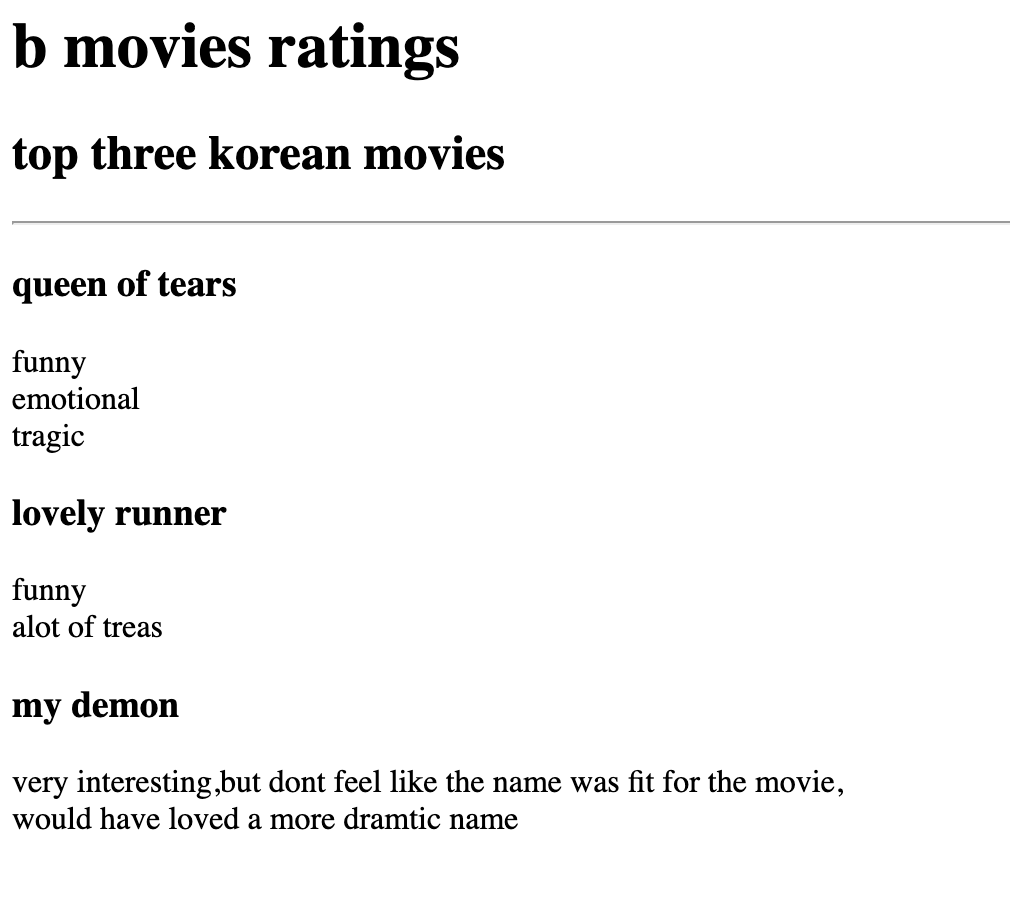 b movies ratings
top three korean movies
queen of tears
funny
emotional
tragic
lovely runner
funny
alot of treas
my demon
very interesting,but dont feel like the name was fit for the movie,
would have loved a more dramtic name